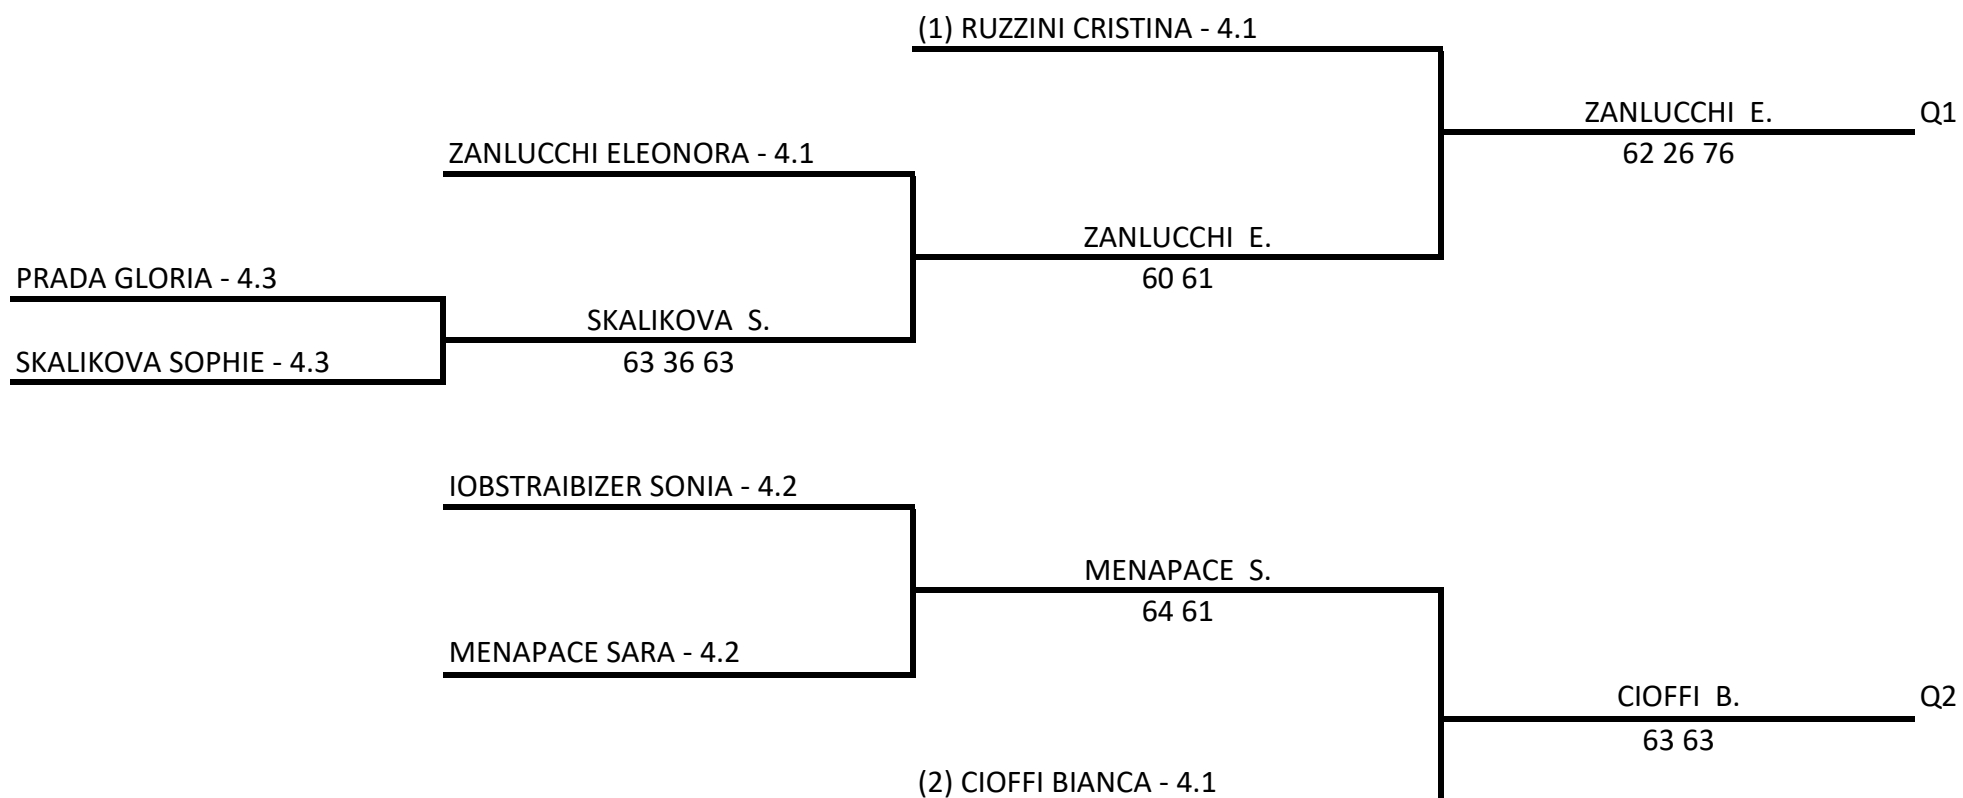 (1) RUZZINI CRISTINA - 4.1
ZANLUCCHI E. Q1
ZANLUCCHI ELEONORA - 4.1
62 26 76
ZANLUCCHI E.
PRADA GLORIA - 4.3
60 61
SKALIKOVA S.
SKALIKOVA SOPHIE - 4.3
63 36 63
IOBSTRAIBIZER SONIA - 4.2
MENAPACE S.
64 61
MENAPACE SARA - 4.2
CIOFFI B. Q2
63 63
(2) CIOFFI BIANCA - 4.1